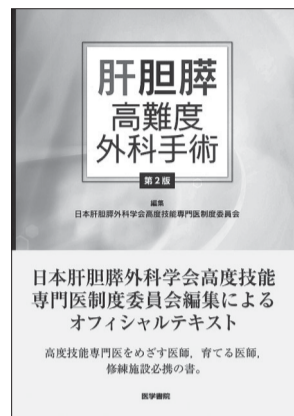 肝胆膵
高難度
外科手術
第2版
編集
日本肝胆膵外科学会高度技能専門医制度委員会
日本肝胆膵外科学会高度技能
専門医制度委員会編集による
オフィシャルテキスト
高度技能専門医をめざす医師，育てる医師，
修練施設必携の書。
医学書院